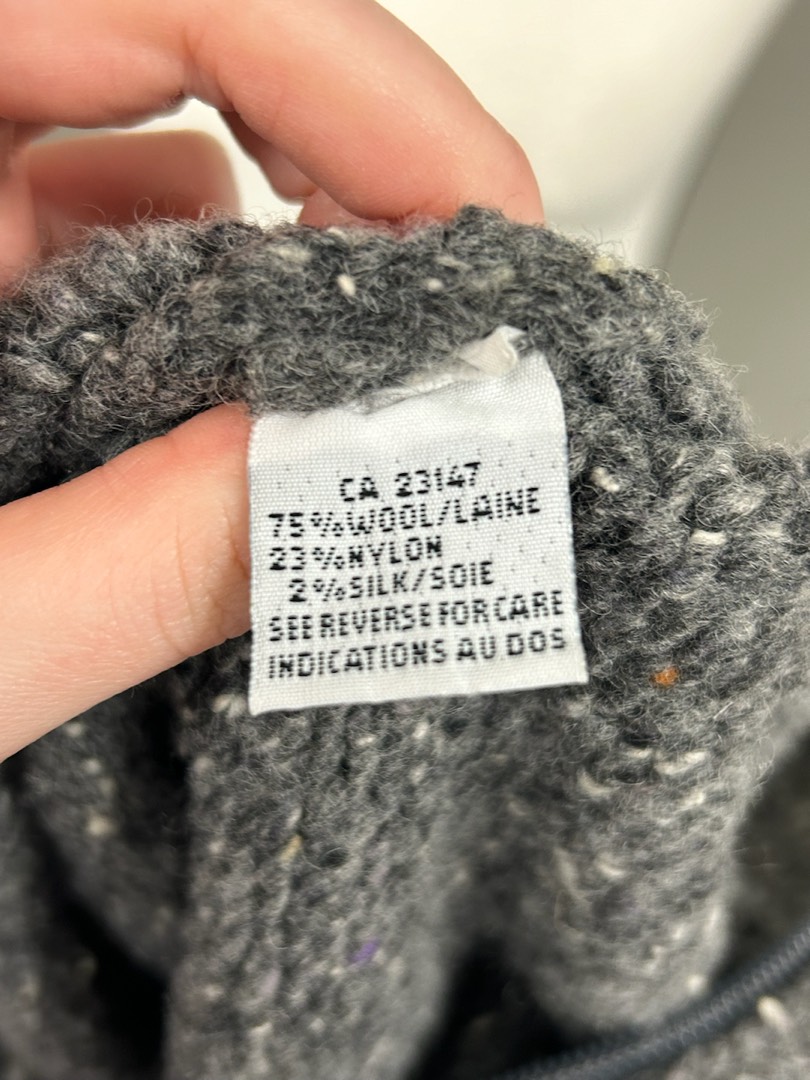 CA 23147
75%WOOL/LAINE
23%NYLON
2%SILK/SOIE
SEE REVERSE FOR CARE
INDICATIONS AU DOS